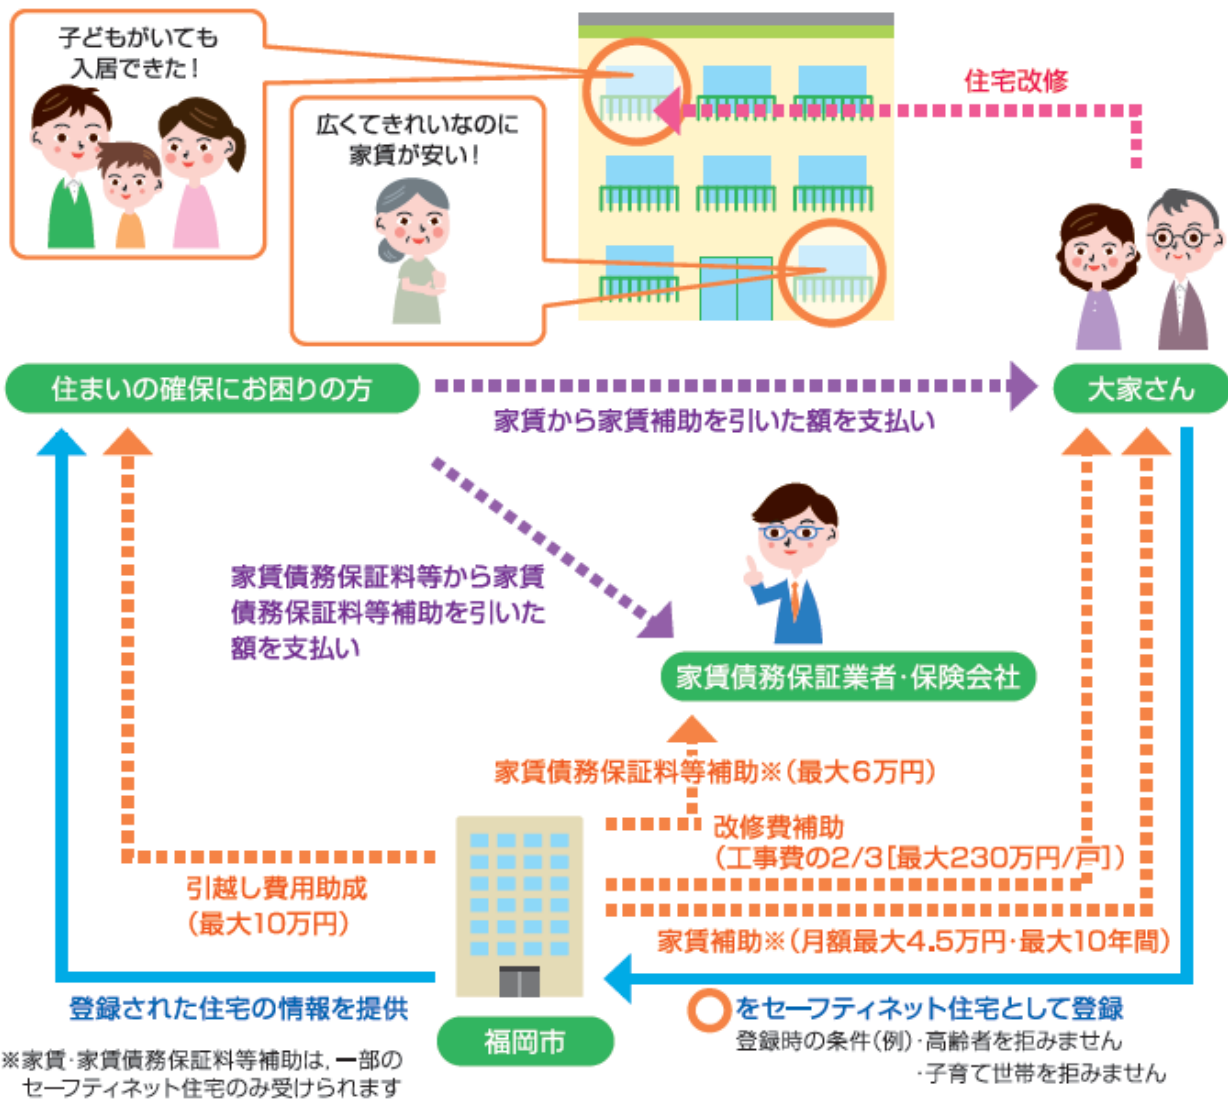 子どもがいても
入居できた！
広くてきれいなのに
家賃が安い！
住宅改修
住まいの確保にお困りの方
大家さん
家賃から家賃補助を引いた額を支払い
家賃債務保証料等から家賃
債務保証料等補助を引いた
額を支払い
家賃債務保証業者・保険会社
家賃債務保証料等補助※（最大6万円）
改修費補助
（工事費の2/3［最大230万円/戸］）
引越し費用助成
（最大10万円）
家賃補助※（月額最大4.5万円・最大10年間）
登録された住宅の情報を提供
をセーフティネット住宅として登録
福岡市
登録時の条件（例）・高齢者を拒みません
・子育て世帯を拒みません
※家賃・家賃債務保証料等補助は，一部の
セーフティネット住宅のみ受けられます